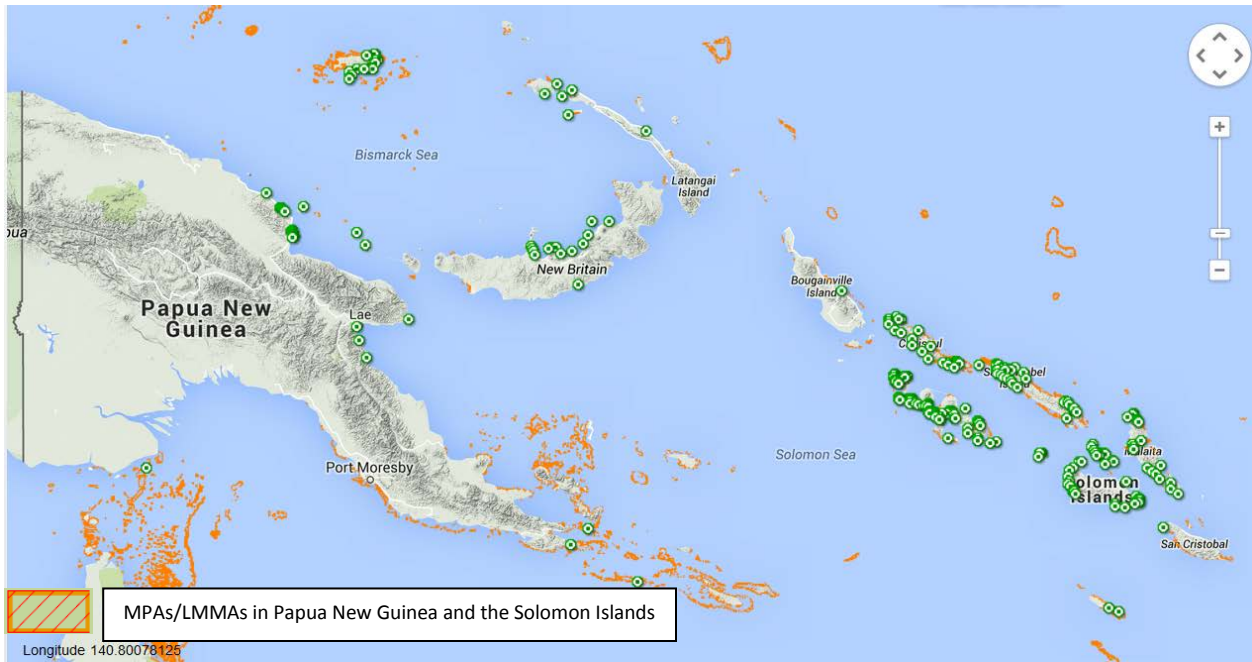 Bismarck Sea
Latangai
Island
pua
New Britain
Bougainville
Island
Papua New
Guinea
Lae
Solomon Sea
Port Moresby
Malaita
Solomon
Islands
San Cristobal
MPAs/LMMAs in Papua New Guinea and the Solomon Islands
Longitude 140.80078125